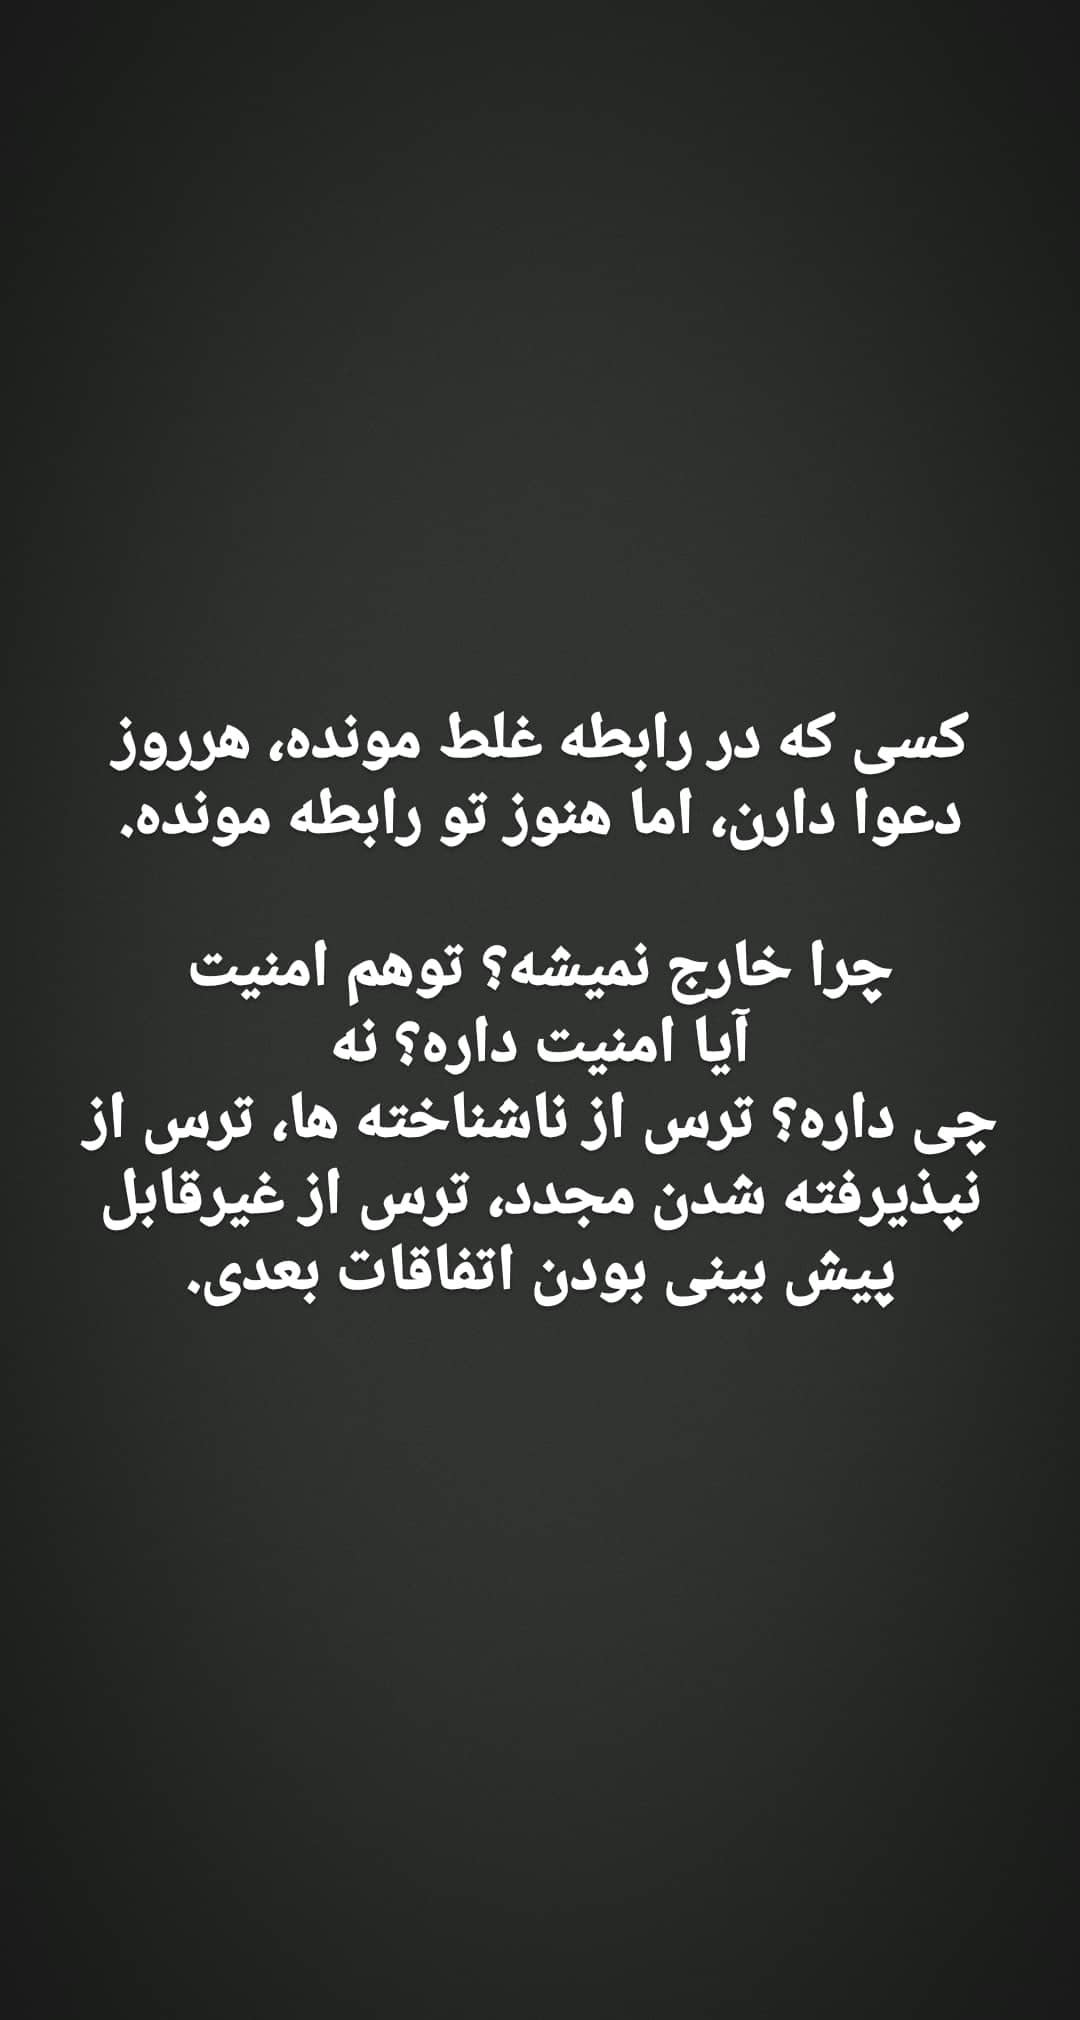 کسی که در رابطه غلط مونده، هرروز
دعوا دارن، اما هنوز تو رابطه مونده.
چرا خارج نمیشه؟ توهم امنیت
آیا امنیت داره؟ نه
چی داره؟ ترس از ناشناخته ها، ترس از
نپذیرفته شدن مجدد، ترس از غیرقابل
پیش بینی بودن اتفاقات بعدی.